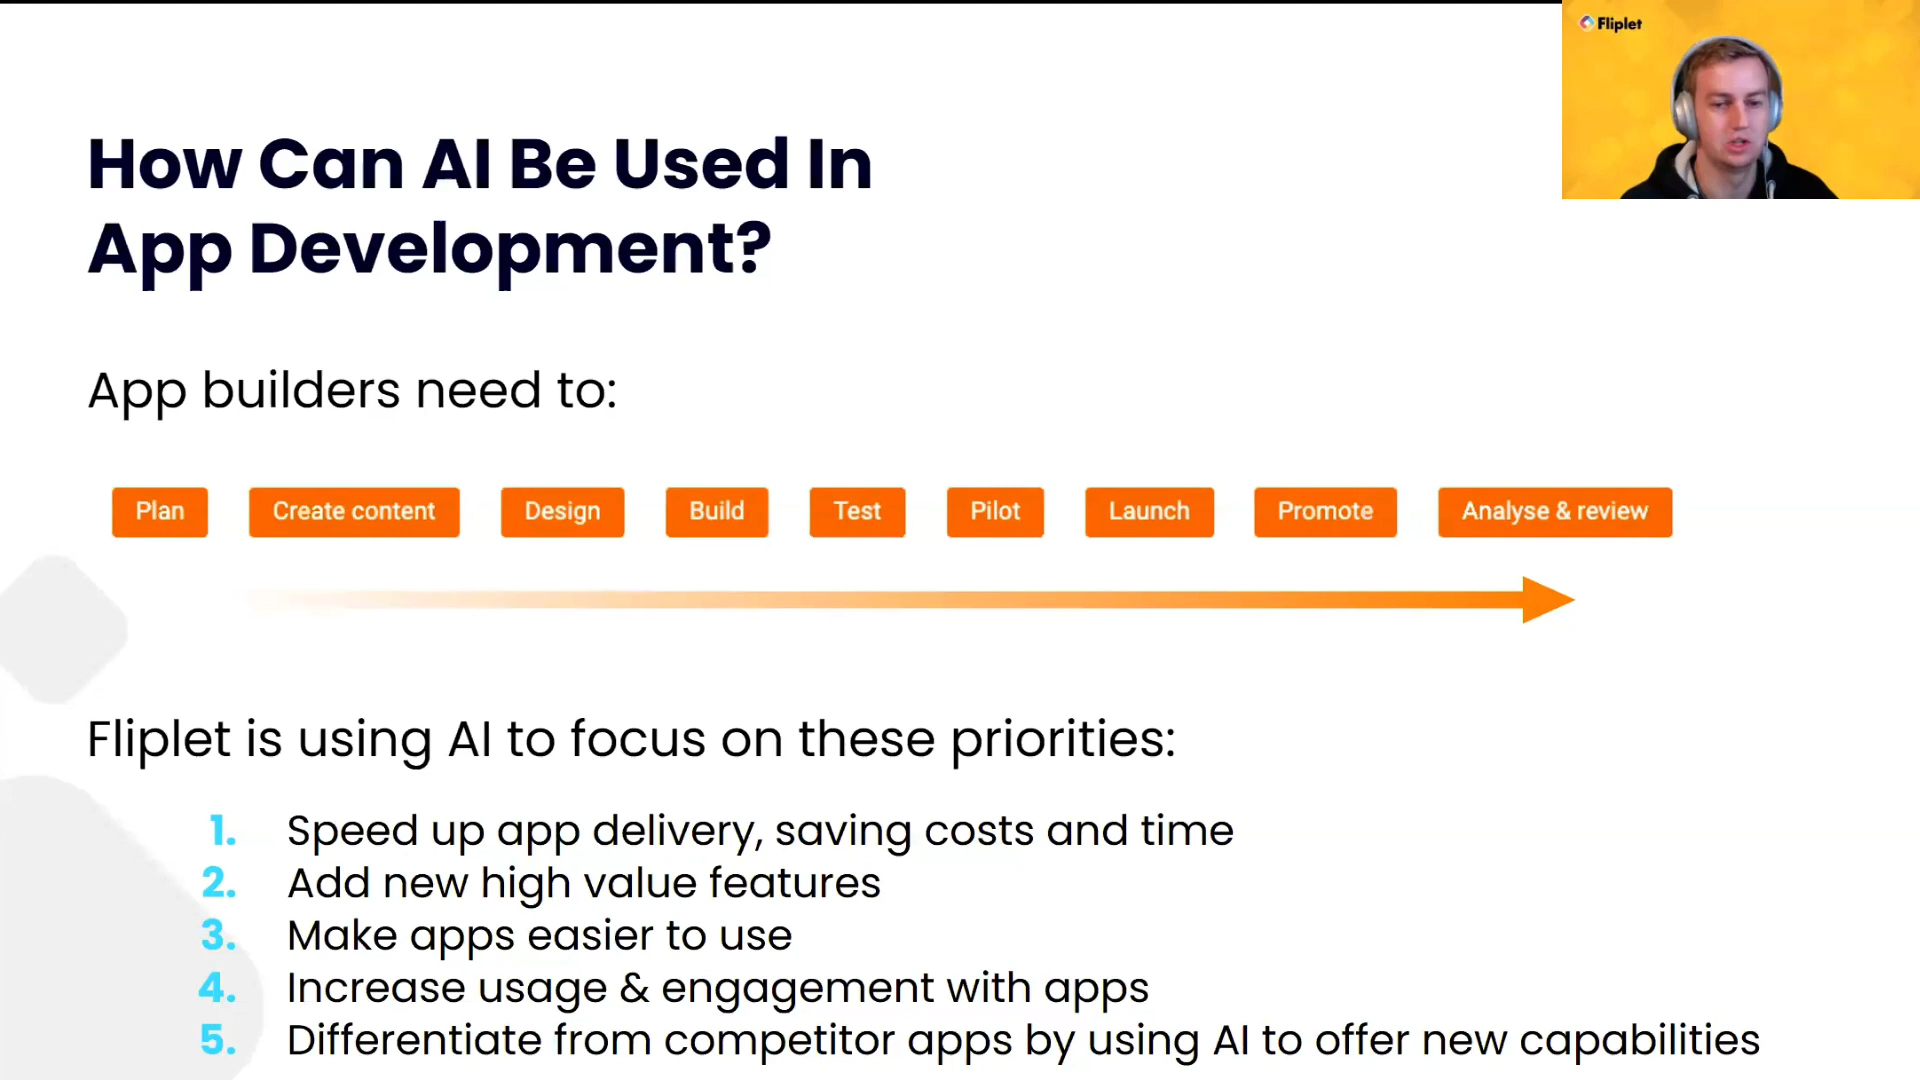 Fliplet
How Can AI Be Used In
App Development?
App builders need to:
Plan Create content Design Build Test Pilot Launch Promote Analyse & review
Fliplet is using AI to focus on these priorities:
1. Speed up app delivery, saving costs and time
2. Add new high value features
3. Make apps easier to use
4. Increase usage & engagement with apps
5. Differentiate from competitor apps by using AI to offer new capabilities